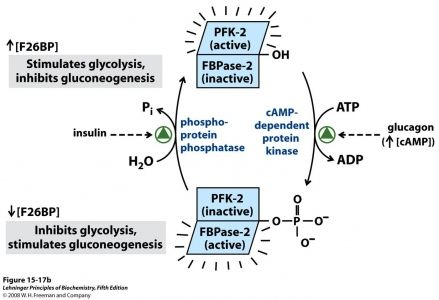 ↑[F26BP]
Stimulates glycolysis,
inhibits gluconeogenesis
PFK-2
(active)
OH
FBPase-2
(inactive)
Pi
insulin
H2O
phospho-
protein
phosphatase
cAMP-
dependent
protein
kinase
ATP
glucagon
(↑[cAMP])
ADP
↓[F26BP]
Inhibits glycolysis,
stimulates gluconeogenesis
PFK-2
(inactive)
FBPase-2
(active)
O
O–P–O−
O−
Figure 15-17b
Lehninger Principles of Biochemistry, Fifth Edition
© 2008 W. H. Freeman and Company